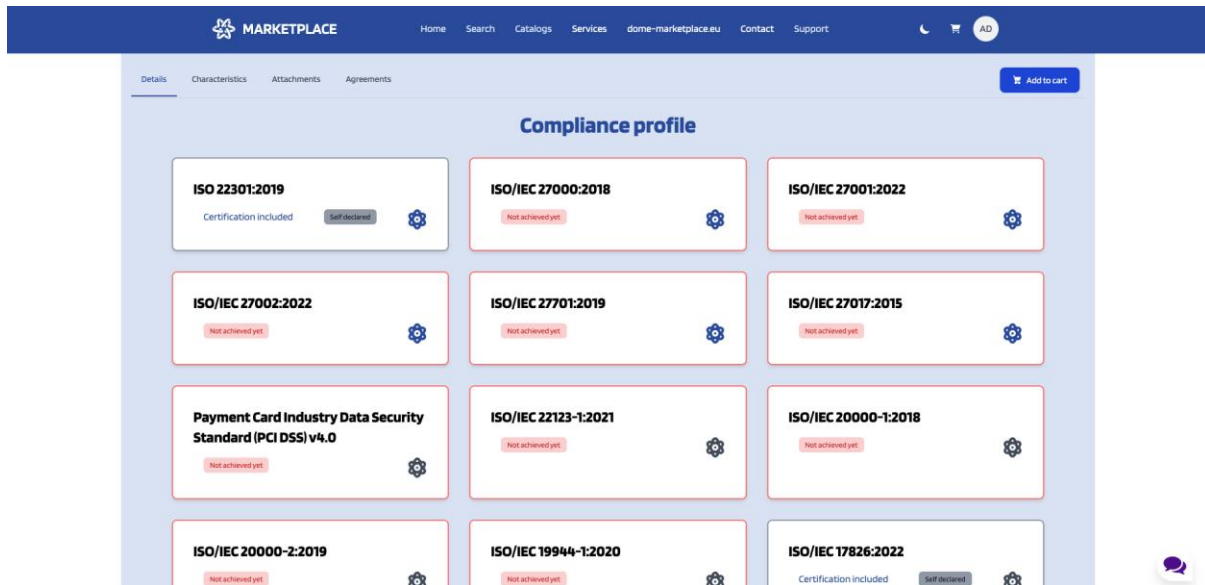 MARKETPLACE Home Search Catalogs Services dome-marketplace.eu Contact Support AD
Details Characteristics Attachments Agreements Add to cart
Compliance profile
ISO 22301:2019
Certification included Self declared
ISO/IEC 27000:2018
Not achieved yet
ISO/IEC 27001:2022
Not achieved yet
ISO/IEC 27002:2022
Not achieved yet
ISO/IEC 27701:2019
Not achieved yet
ISO/IEC 27017:2015
Not achieved yet
Payment Card Industry Data Security
Standard (PCI DSS) v4.0
Not achieved yet
ISO/IEC 22123-1:2021
Not achieved yet
ISO/IEC 20000-1:2018
Not achieved yet
ISO/IEC 20000-2:2019
Not achieved yet
ISO/IEC 19944-1:2020
Not achieved yet
ISO/IEC 17826:2022
Certification included Self declared